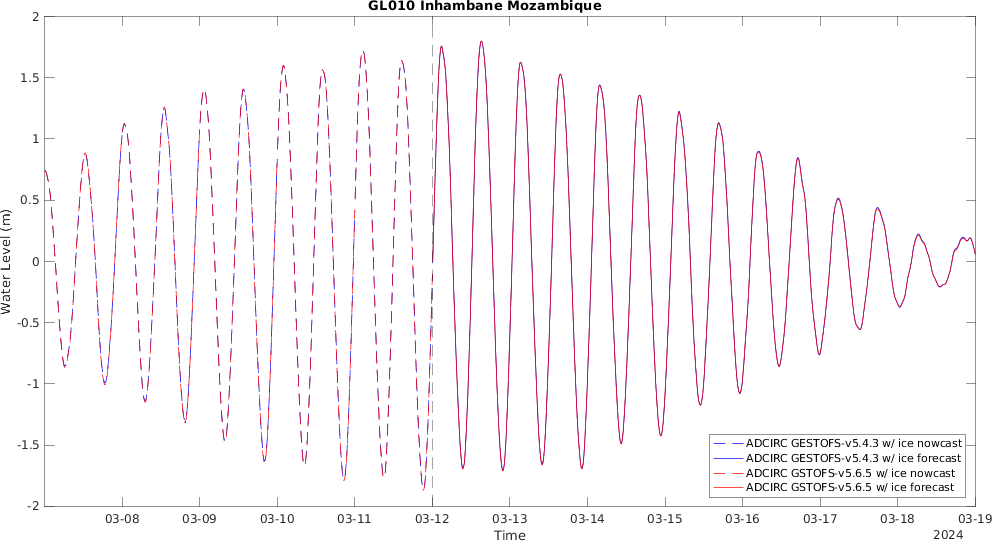 GL010 Inhambane Mozambique
2
1.5
1
0.5
0
-0.5
-1
-1.5
-2
Water Level (m)
ADCIRC GESTOFS-v5.4.3 w/ ice nowcast
ADCIRC GESTOFS-v5.4.3 w/ ice forecast
ADCIRC GSTOFS-v5.6.5 w/ ice nowcast
ADCIRC GSTOFS-v5.6.5 w/ ice forecast
03-08 03-09 03-10 03-11 03-12 03-13 03-14 03-15 03-16 03-17 03-18 03-19
Time
2024